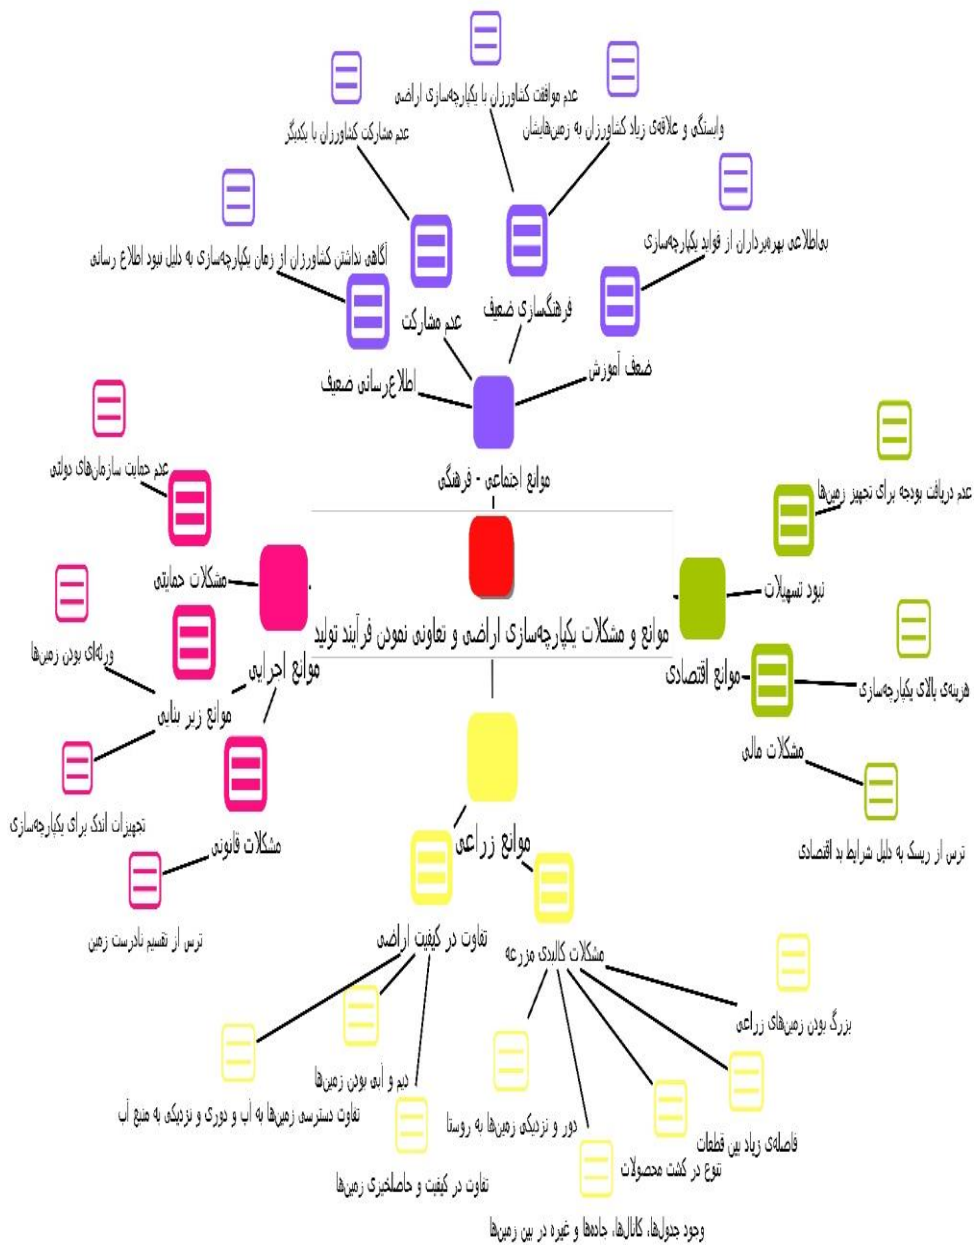 عدم موافقت کشاورزان با یکپارچه‌سازی اراضی
وابستگی و علاقه‌ی زیاد کشاورزان به زمین‌هایشان
عدم مشارکت کشاورزان با یکدیگر
بی‌اطلاعی بهره‌برداران از فواید یکپارچه‌سازی
آگاهی نداشتن کشاورزان از زمان یکپارچه‌سازی به دلیل نبود اطلاع رسانی
فرهنگ‌سازی ضعیف
عدم مشارکت
ضعف آموزش
اطلاع‌رسانی ضعیف
موانع اجتماعی - فرهنگی
عدم حمایت سازمان‌های دولتی
عدم دریافت بودجه برای تجهیز زمین‌ها
مشکلات حمایتی
نبود تسهیلات
موانع و مشکلات یکپارچه‌سازی اراضی و تعاونی نمودن فرآیند تولید
ورثه‌ای بودن زمین‌ها
موانع اجرایی
موانع اقتصادی
هزینه‌ی بالای یکپارچه‌سازی
موانع زیر بنایی
مشکلات مالی
تجهیزات اندک برای یکپارچه‌سازی
مشکلات قانونی
موانع زراعی
ترس از ریسک به دلیل شرایط بد اقتصادی
ترس از تقسیم نادرست زمین
تفاوت در کیفیت اراضی
مشکلات کالبدی مزرعه
بزرگ بودن زمین‌های زراعی
دیم و آبی بودن زمین‌ها
تفاوت دسترسی زمین‌ها به آب و دوری و نزدیکی به منبع آب
دور و نزدیکی زمین‌ها به روستا
فاصله‌ی زیاد بین قطعات
تنوع در کشت محصولات
تفاوت در کیفیت و حاصلخیزی زمین‌ها
وجود جدول‌ها، کانال‌ها، جاده‌ها و غیره در بین زمین‌ها